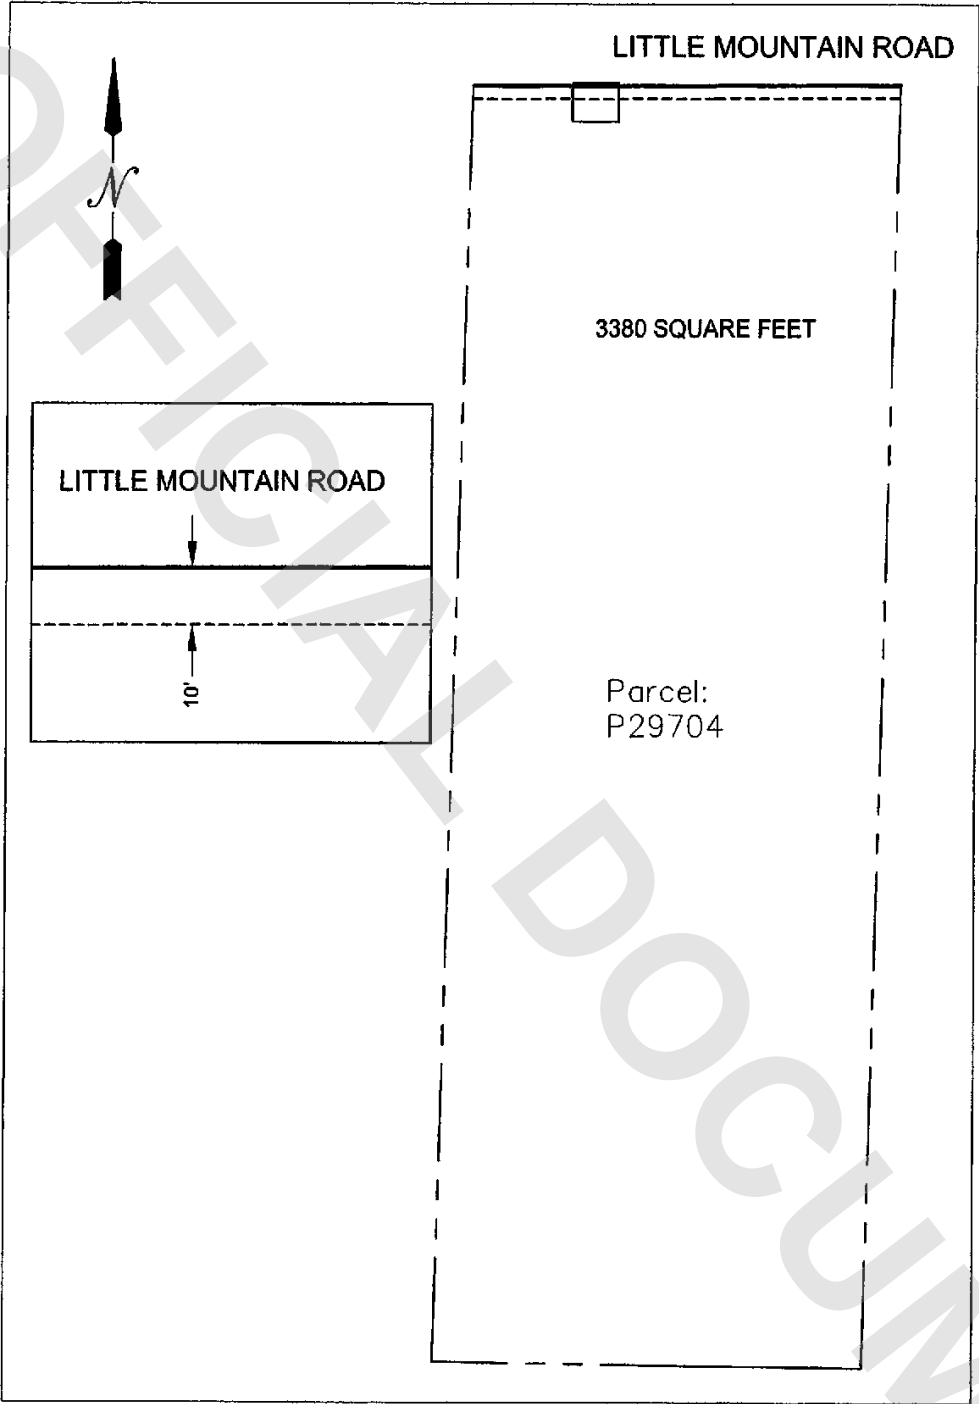 LITTLE MOUNTAIN ROAD
N
3380 SQUARE FEET
LITTLE MOUNTAIN ROAD
10'
Parcel:
P29704
OFFICIAL DOCUM